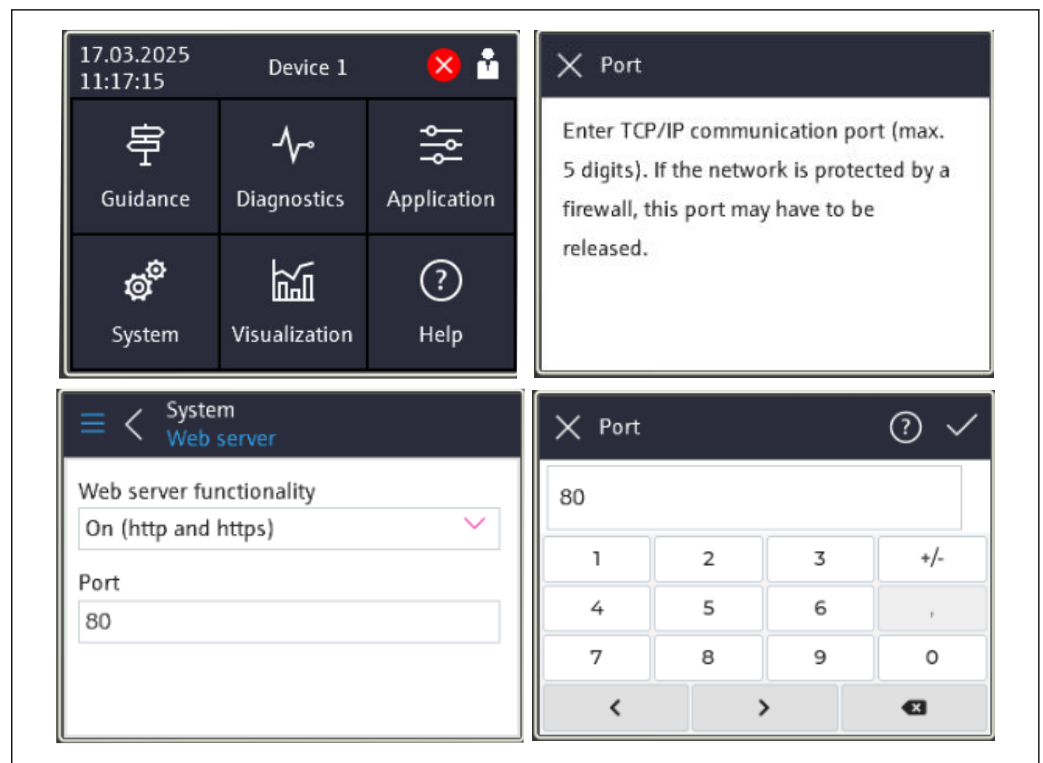 17.03.2025
11:17:15
Device 1
Guidance
Diagnostics
Application
System
Visualization
Help
Port
Enter TCP/IP communication port (max.
5 digits). If the network is protected by a
firewall, this port may have to be
released.
System
Web server
Web server functionality
On (http and https)
Port
80
Port
?
80
1 2 3 +/-
4 5 6 ,
7 8 9 0